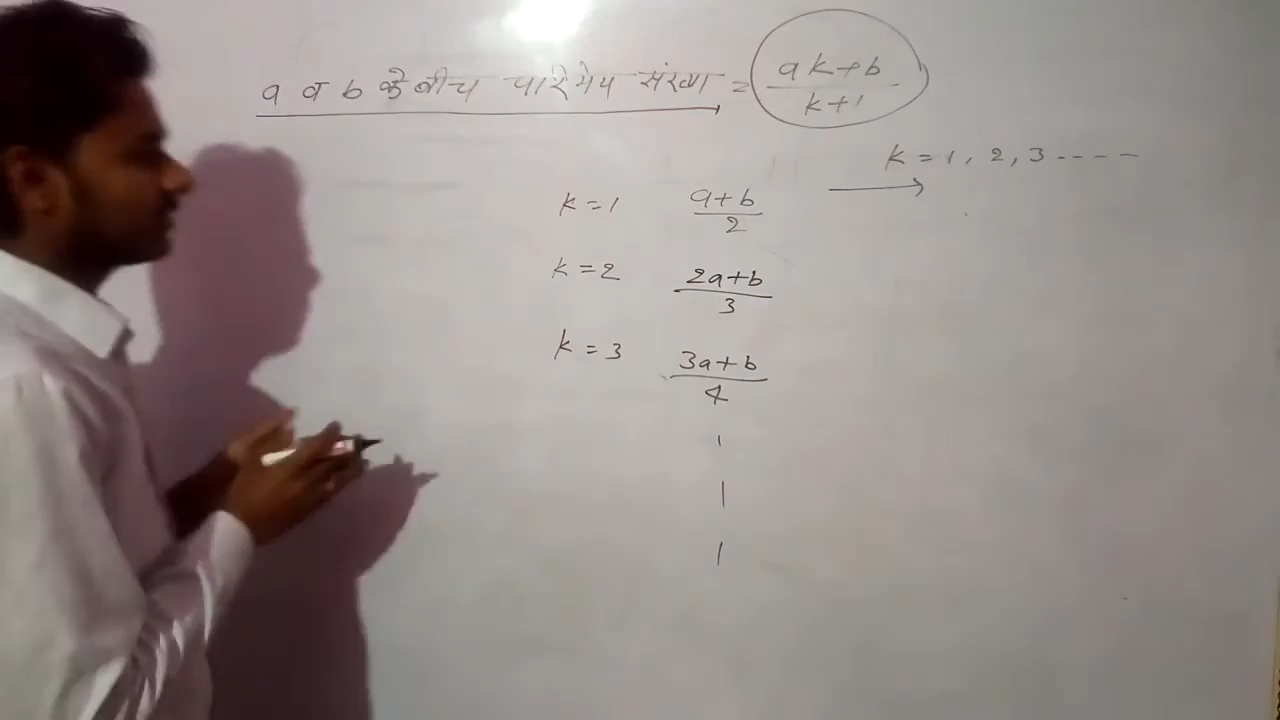 a व b के बीच परिमेय संख्या = ak+b/k+1
k = 1, 2, 3 - - - -
k = 1 a+b/2
k = 2 2a+b/3
k = 3 3a+b/4